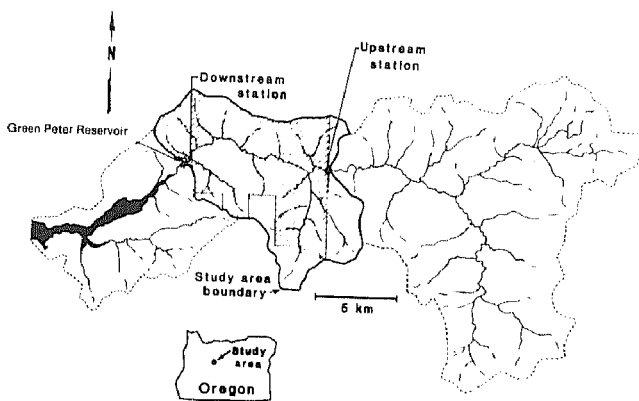 N
Upstream
station
Downstream
station
Green Peter Reservoir
Study area
boundary
5 km
Study
area
Oregon